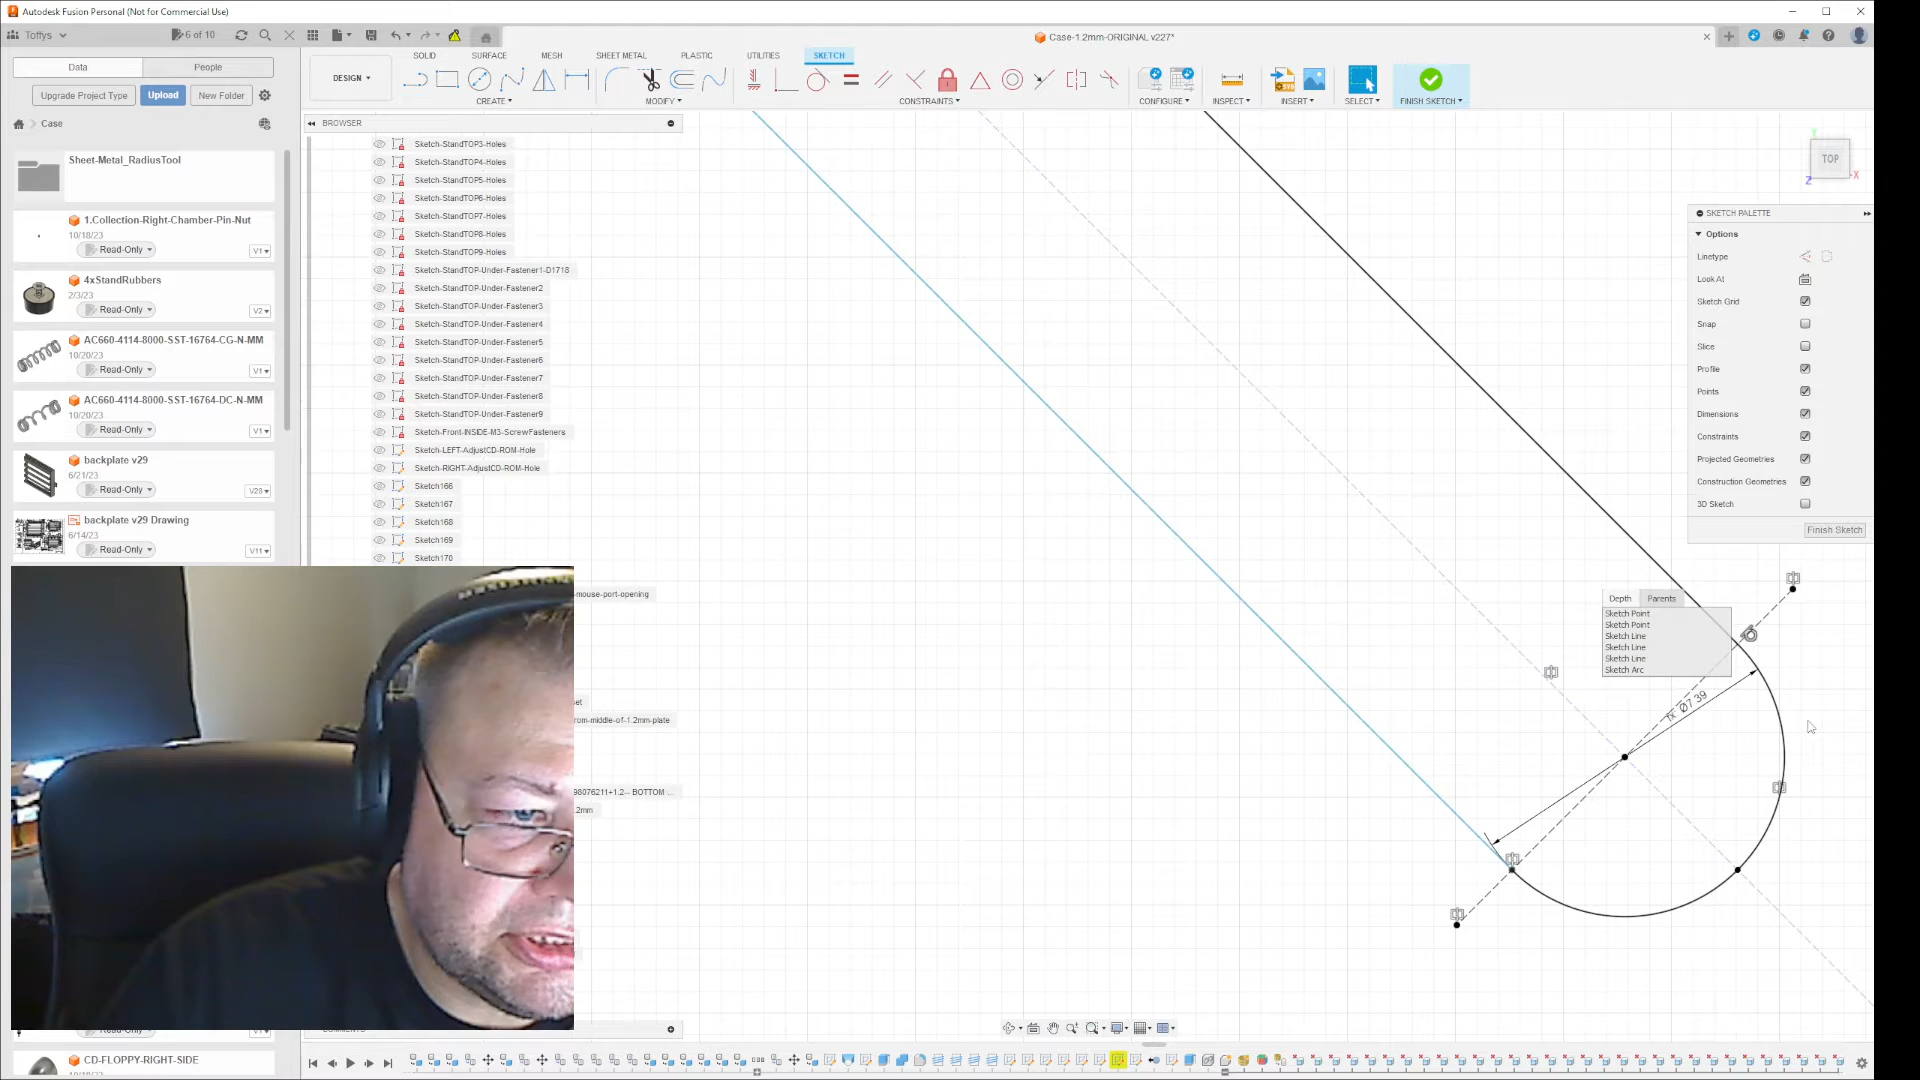 Autodesk Fusion Personal (Not for Commercial Use)
Toffys
6 of 10
Case-1.2mm-ORIGINAL v227*
Data
People
Upgrade Project Type
Upload
New Folder
Case
Sheet-Metal_RadiusTool
1.Collection-Right-Chamber-Pin-Nut
10/18/23
Read-Only
V1
4xStandRubbers
2/3/23
Read-Only
V2
AC660-4114-8000-SST-16764-CG-N-MM
10/20/23
Read-Only
V1
AC660-4114-8000-SST-16764-DC-N-MM
10/20/23
Read-Only
V1
backplate v29
6/21/23
Read-Only
V28
backplate v29 Drawing
6/14/23
Read-Only
V11
CD-FLOPPY-RIGHT-SIDE
DESIGN
SOLID
SURFACE
MESH
SHEET METAL
PLASTIC
UTILITIES
SKETCH
CREATE
MODIFY
CONSTRAINTS
CONFIGURE
INSPECT
INSERT
SELECT
FINISH SKETCH
BROWSER
Sketch-StandTOP3-Holes
Sketch-StandTOP4-Holes
Sketch-StandTOP5-Holes
Sketch-StandTOP6-Holes
Sketch-StandTOP7-Holes
Sketch-StandTOP8-Holes
Sketch-StandTOP9-Holes
Sketch-StandTOP-Under-Fastener1-D1718
Sketch-StandTOP-Under-Fastener2
Sketch-StandTOP-Under-Fastener3
Sketch-StandTOP-Under-Fastener4
Sketch-StandTOP-Under-Fastener5
Sketch-StandTOP-Under-Fastener6
Sketch-StandTOP-Under-Fastener7
Sketch-StandTOP-Under-Fastener8
Sketch-StandTOP-Under-Fastener9
Sketch-Front-INSIDE-M3-ScrewFasteners
Sketch-LEFT-AdjustCD-ROM-Hole
Sketch-RIGHT-AdjustCD-ROM-Hole
Sketch166
Sketch167
Sketch168
Sketch169
Sketch170
-mouse-port-opening
set
rom-middle-of-1.2mm-plate
98076211+1.2-- BOTTOM ...
.2mm
TOP
Y
X
Z
SKETCH PALETTE
Options
Linetype
Look At
Sketch Grid
Snap
Slice
Profile
Points
Dimensions
Constraints
Projected Geometries
Construction Geometries
3D Sketch
Finish Sketch
Depth
Parents
Sketch Point
Sketch Point
Sketch Line
Sketch Line
Sketch Line
Sketch Arc
fx: Ø7.39